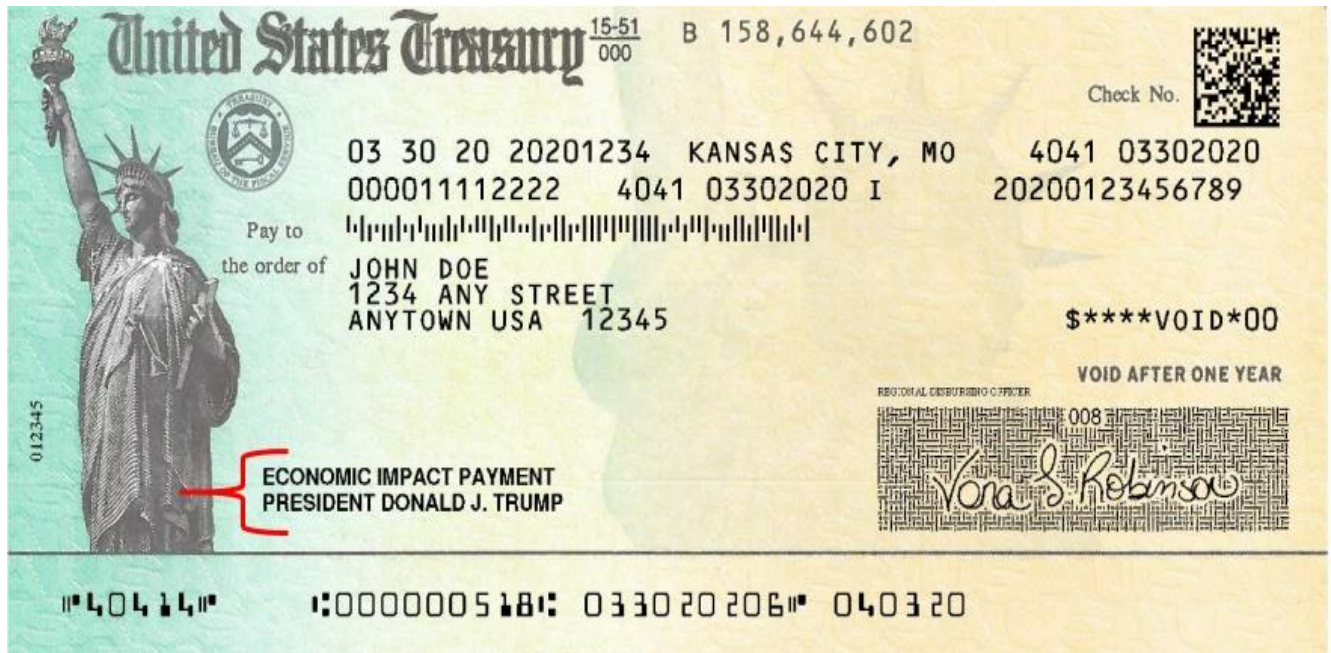 United States Treasury 15-51 000 B 158,644,602
Check No.
03 30 20 20201234 KANSAS CITY, MO 4041 03302020
000011112222 4041 03302020 I 20200123456789
Pay to
the order of
JOHN DOE
1234 ANY STREET
ANYTOWN USA 12345
$****VOID*00
VOID AFTER ONE YEAR
REGIONAL DISBURSING OFFICER
008
Vona S. Robinson
012345
ECONOMIC IMPACT PAYMENT
PRESIDENT DONALD J. TRUMP
⑈40414⑈ ⑆000000518⑆ 033020206⑈ 040320